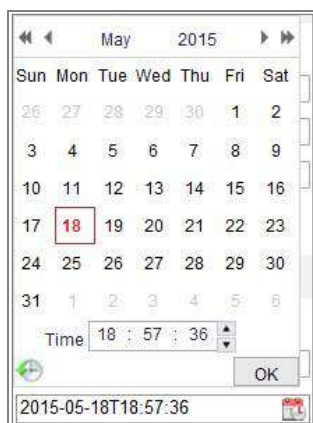 May 2015
Sun Mon Tue Wed Thu Fri Sat
26 27 28 29 30 1 2
3 4 5 6 7 8 9
10 11 12 13 14 15 16
17 18 19 20 21 22 23
24 25 26 27 28 29 30
31 1 2 3 4 5 6
Time 18 : 57 : 36
OK
2015-05-18T18:57:36